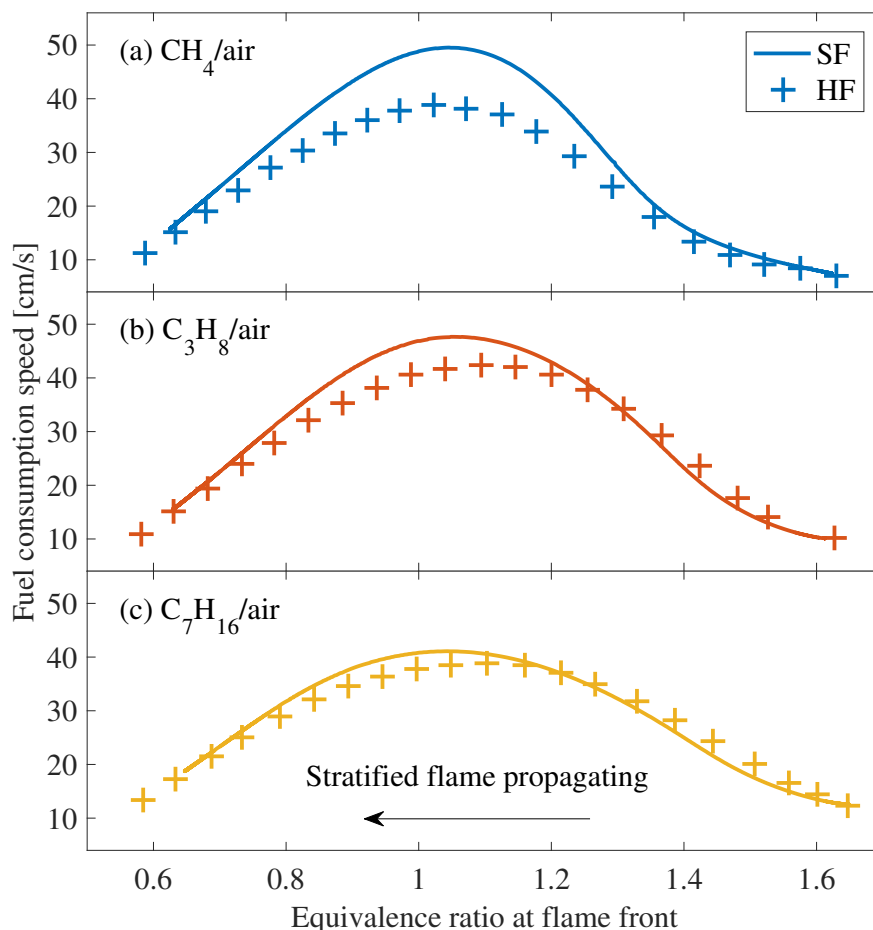 (a) CH₄/air
SF
HF
50
40
30
20
10
(b) C₃H₈/air
50
40
30
20
10
(c) C₇H₁₆/air
50
40
30
20
10
Stratified flame propagating
Fuel consumption speed [cm/s]
0.6 0.8 1 1.2 1.4 1.6
Equivalence ratio at flame front